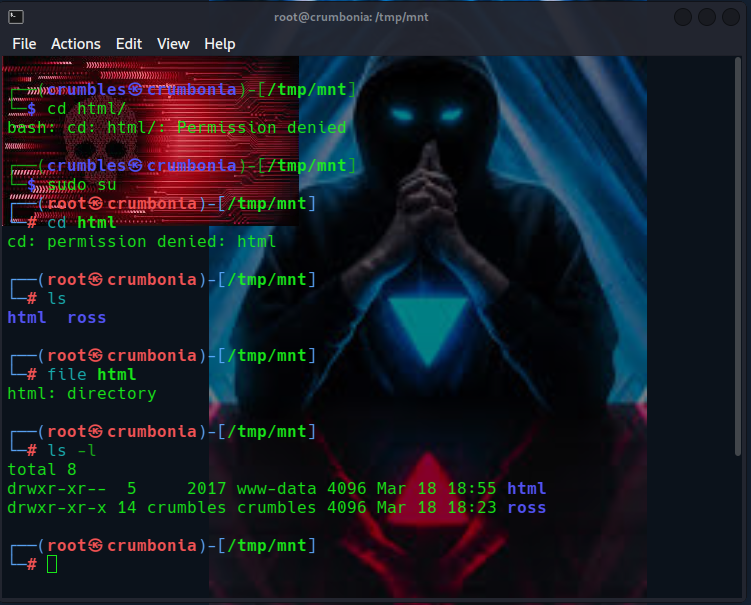 root@crumbonia: /tmp/mnt
File Actions Edit View Help
┌──(crumbles㉿crumbonia)-[/tmp/mnt]
└─$ cd html/
bash: cd: html/: Permission denied
┌──(crumbles㉿crumbonia)-[/tmp/mnt]
└─$ sudo su
┌──(root㉿crumbonia)-[/tmp/mnt]
└─# cd html
cd: permission denied: html
┌──(root㉿crumbonia)-[/tmp/mnt]
└─# ls
html  ross
┌──(root㉿crumbonia)-[/tmp/mnt]
└─# file html
html: directory
┌──(root㉿crumbonia)-[/tmp/mnt]
└─# ls -l
total 8
drwxr-xr--  5     2017 www-data 4096 Mar 18 18:55 html
drwxr-xr-x 14 crumbles crumbles 4096 Mar 18 18:23 ross
┌──(root㉿crumbonia)-[/tmp/mnt]
└─#